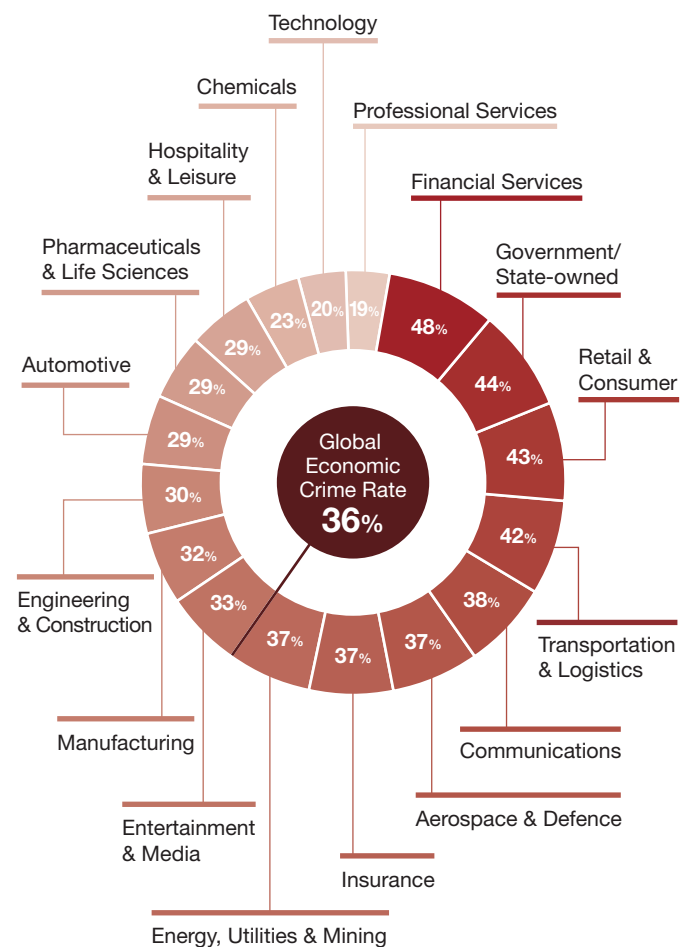 Technology
Chemicals
Professional Services
Hospitality
& Leisure
Financial Services
Pharmaceuticals
& Life Sciences
Government/
State-owned
Automotive
Retail &
Consumer
20%
19%
23%
48%
29%
44%
29%
29%
43%
30%
42%
32%
38%
33%
37%
37%
37%
Global
Economic
Crime Rate
36%
Engineering
& Construction
Transportation
& Logistics
Manufacturing
Communications
Entertainment
& Media
Aerospace & Defence
Insurance
Energy, Utilities & Mining